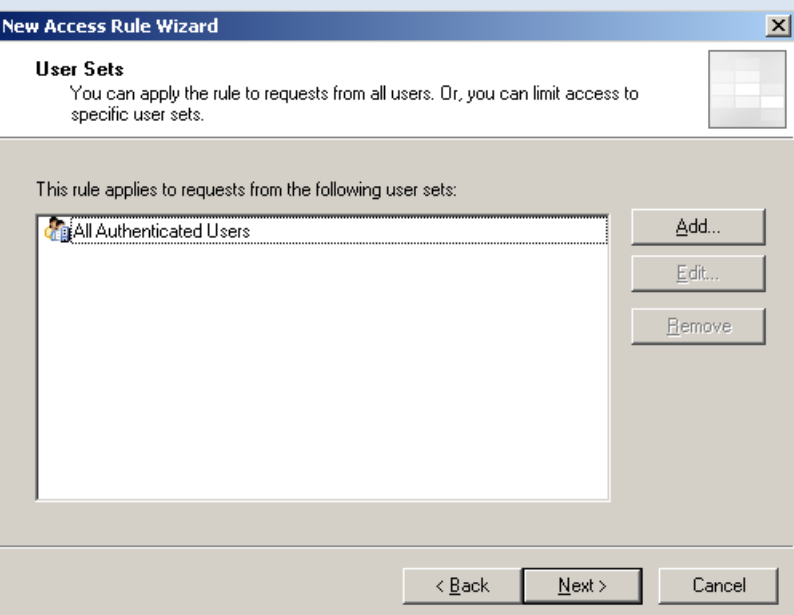 New Access Rule Wizard
User Sets
You can apply the rule to requests from all users. Or, you can limit access to
specific user sets.
This rule applies to requests from the following user sets:
All Authenticated Users
Add...
Edit...
Remove
< Back
Next >
Cancel